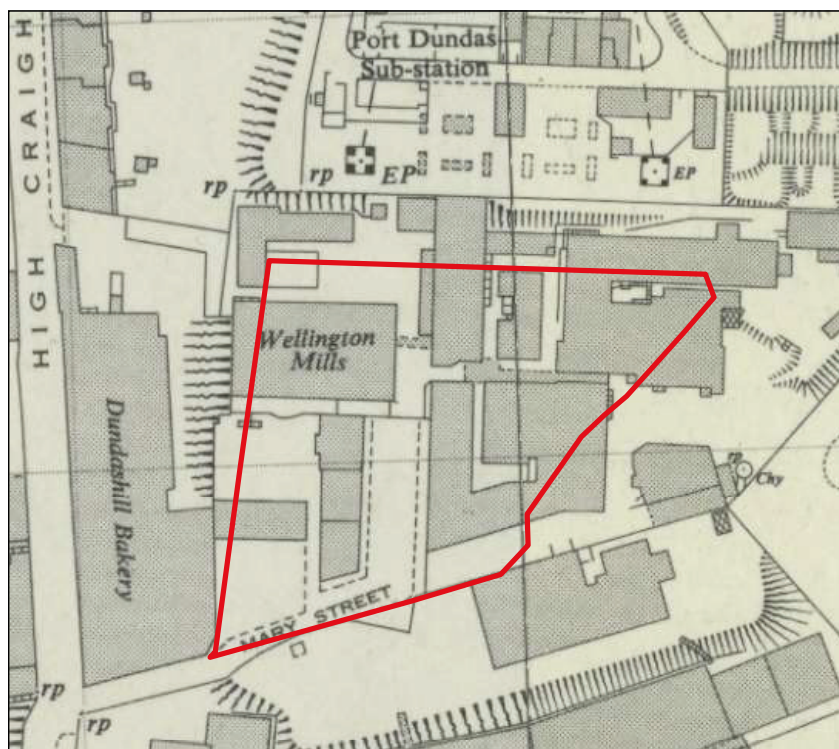 Port Dundas
Sub-station
HIGH CRAIGH
rp
rp
EP
EP
Wellington
Mills
Dundashill Bakery
rp
Chy
MARY STREET
rp
rp